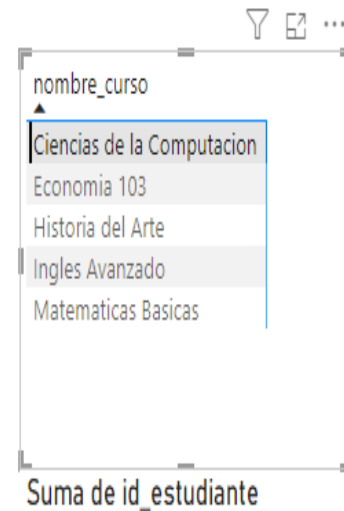 nombre_curso
Ciencias de la Computacion
Economia 103
Historia del Arte
Ingles Avanzado
Matematicas Basicas
Suma de id_estudiante